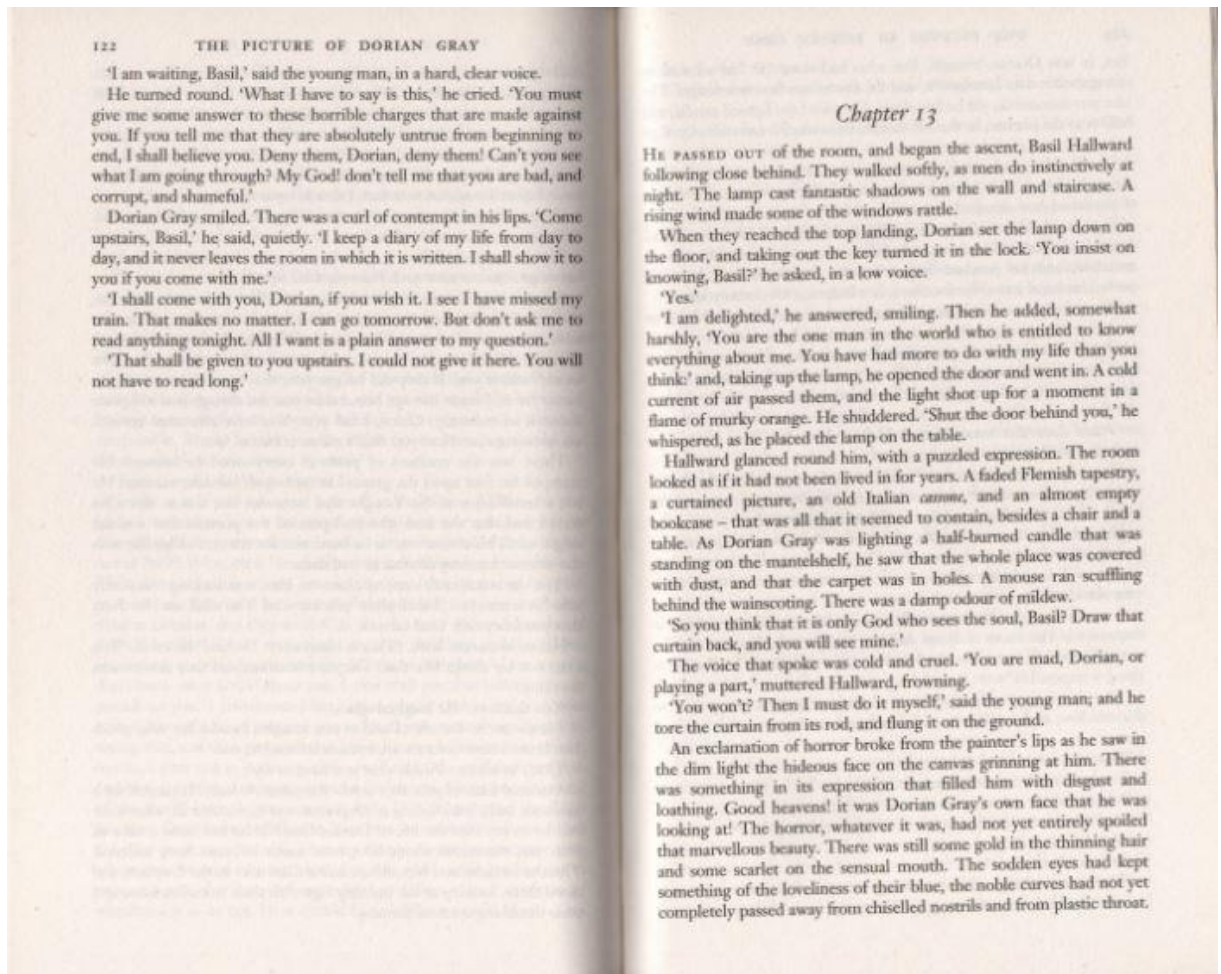 122 THE PICTURE OF DORIAN GRAY
‘I am waiting, Basil,’ said the young man, in a hard, clear voice.
He turned round. ‘What I have to say is this,’ he cried. ‘You must
give me some answer to these horrible charges that are made against
you. If you tell me that they are absolutely untrue from beginning to
end, I shall believe you. Deny them, Dorian, deny them! Can’t you see
what I am going through? My God! don’t tell me that you are bad, and
corrupt, and shameful.’
Dorian Gray smiled. There was a curl of contempt in his lips. ‘Come
upstairs, Basil,’ he said, quietly. ‘I keep a diary of my life from day to
day, and it never leaves the room in which it is written. I shall show it to
you if you come with me.’
‘I shall come with you, Dorian, if you wish it. I see I have missed my
train. That makes no matter. I can go tomorrow. But don’t ask me to
read anything tonight. All I want is a plain answer to my question.’
‘That shall be given to you upstairs. I could not give it here. You will
not have to read long.’
Chapter 13
HE PASSED OUT of the room, and began the ascent, Basil Hallward
following close behind. They walked softly, as men do instinctively at
night. The lamp cast fantastic shadows on the wall and staircase. A
rising wind made some of the windows rattle.
When they reached the top landing, Dorian set the lamp down on
the floor, and taking out the key turned it in the lock. ‘You insist on
knowing, Basil?’ he asked, in a low voice.
‘Yes.’
‘I am delighted,’ he answered, smiling. Then he added, somewhat
harshly, ‘You are the one man in the world who is entitled to know
everything about me. You have had more to do with my life than you
think:’ and, taking up the lamp, he opened the door and went in. A cold
current of air passed them, and the light shot up for a moment in a
flame of murky orange. He shuddered. ‘Shut the door behind you,’ he
whispered, as he placed the lamp on the table.
Hallward glanced round him, with a puzzled expression. The room
looked as if it had not been lived in for years. A faded Flemish tapestry,
a curtained picture, an old Italian cassone, and an almost empty
bookcase – that was all that it seemed to contain, besides a chair and a
table. As Dorian Gray was lighting a half-burned candle that was
standing on the mantelshelf, he saw that the whole place was covered
with dust, and that the carpet was in holes. A mouse ran scuffling
behind the wainscoting. There was a damp odour of mildew.
‘So you think that it is only God who sees the soul, Basil? Draw that
curtain back, and you will see mine.’
The voice that spoke was cold and cruel. ‘You are mad, Dorian, or
playing a part,’ muttered Hallward, frowning.
‘You won’t? Then I must do it myself,’ said the young man; and he
tore the curtain from its rod, and flung it on the ground.
An exclamation of horror broke from the painter’s lips as he saw in
the dim light the hideous face on the canvas grinning at him. There
was something in its expression that filled him with disgust and
loathing. Good heavens! it was Dorian Gray’s own face that he was
looking at! The horror, whatever it was, had not yet entirely spoiled
that marvellous beauty. There was still some gold in the thinning hair
and some scarlet on the sensual mouth. The sodden eyes had kept
something of the loveliness of their blue, the noble curves had not yet
completely passed away from chiselled nostrils and from plastic throat.